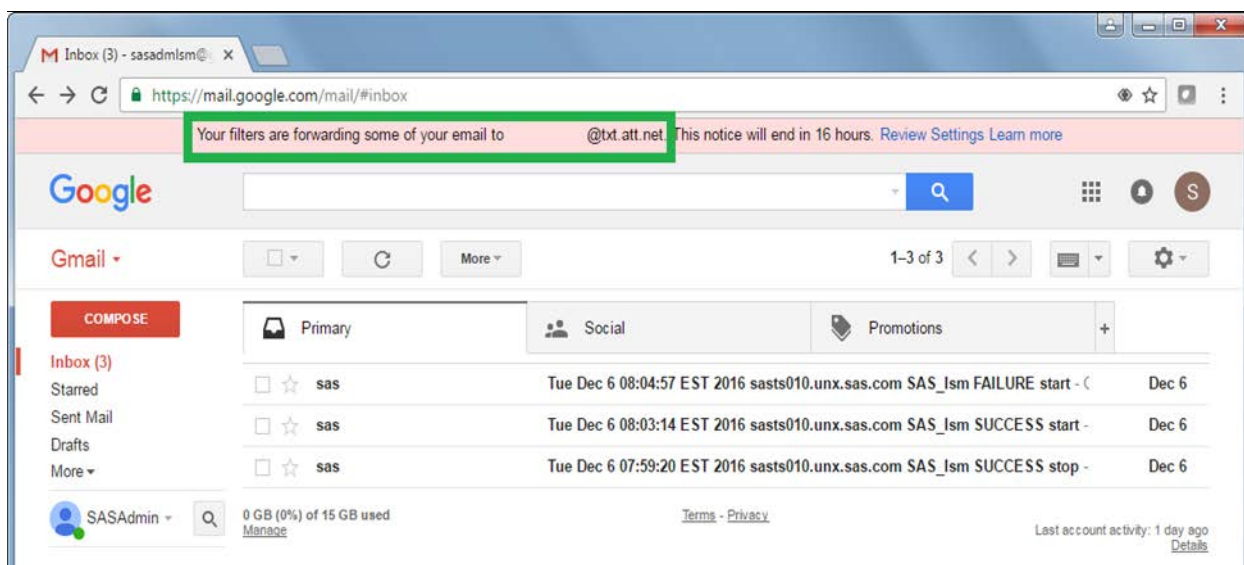 Inbox (3) - sasadmlsm@
https://mail.google.com/mail/#inbox
Your filters are forwarding some of your email to @txt.att.net. This notice will end in 16 hours. Review Settings Learn more
Google
S
Gmail
More
1–3 of 3
COMPOSE
Primary
Social
Promotions
+
Inbox (3)
Starred
Sent Mail
Drafts
More
sas Tue Dec 6 08:04:57 EST 2016 sasts010.unx.sas.com SAS_lsm FAILURE start - Dec 6
sas Tue Dec 6 08:03:14 EST 2016 sasts010.unx.sas.com SAS_lsm SUCCESS start - Dec 6
sas Tue Dec 6 07:59:20 EST 2016 sasts010.unx.sas.com SAS_lsm SUCCESS stop - Dec 6
SASAdmin
0 GB (0%) of 15 GB used
Manage
Terms - Privacy
Last account activity: 1 day ago
Details